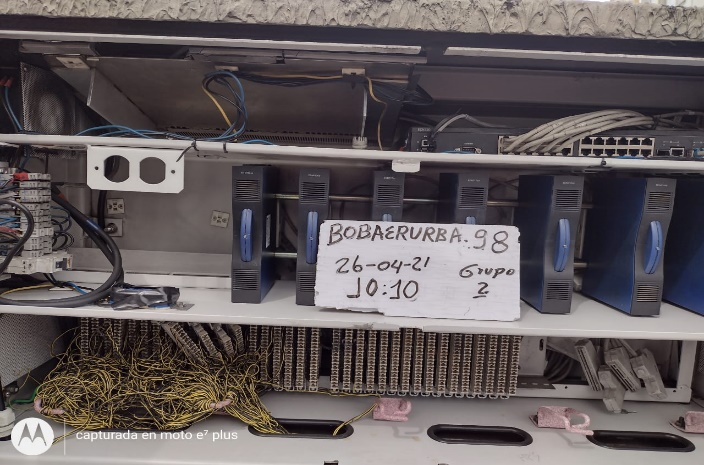 BOBAERURBA.98
26-04-21
Grupo
10:10
2
capturada en moto e⁷ plus